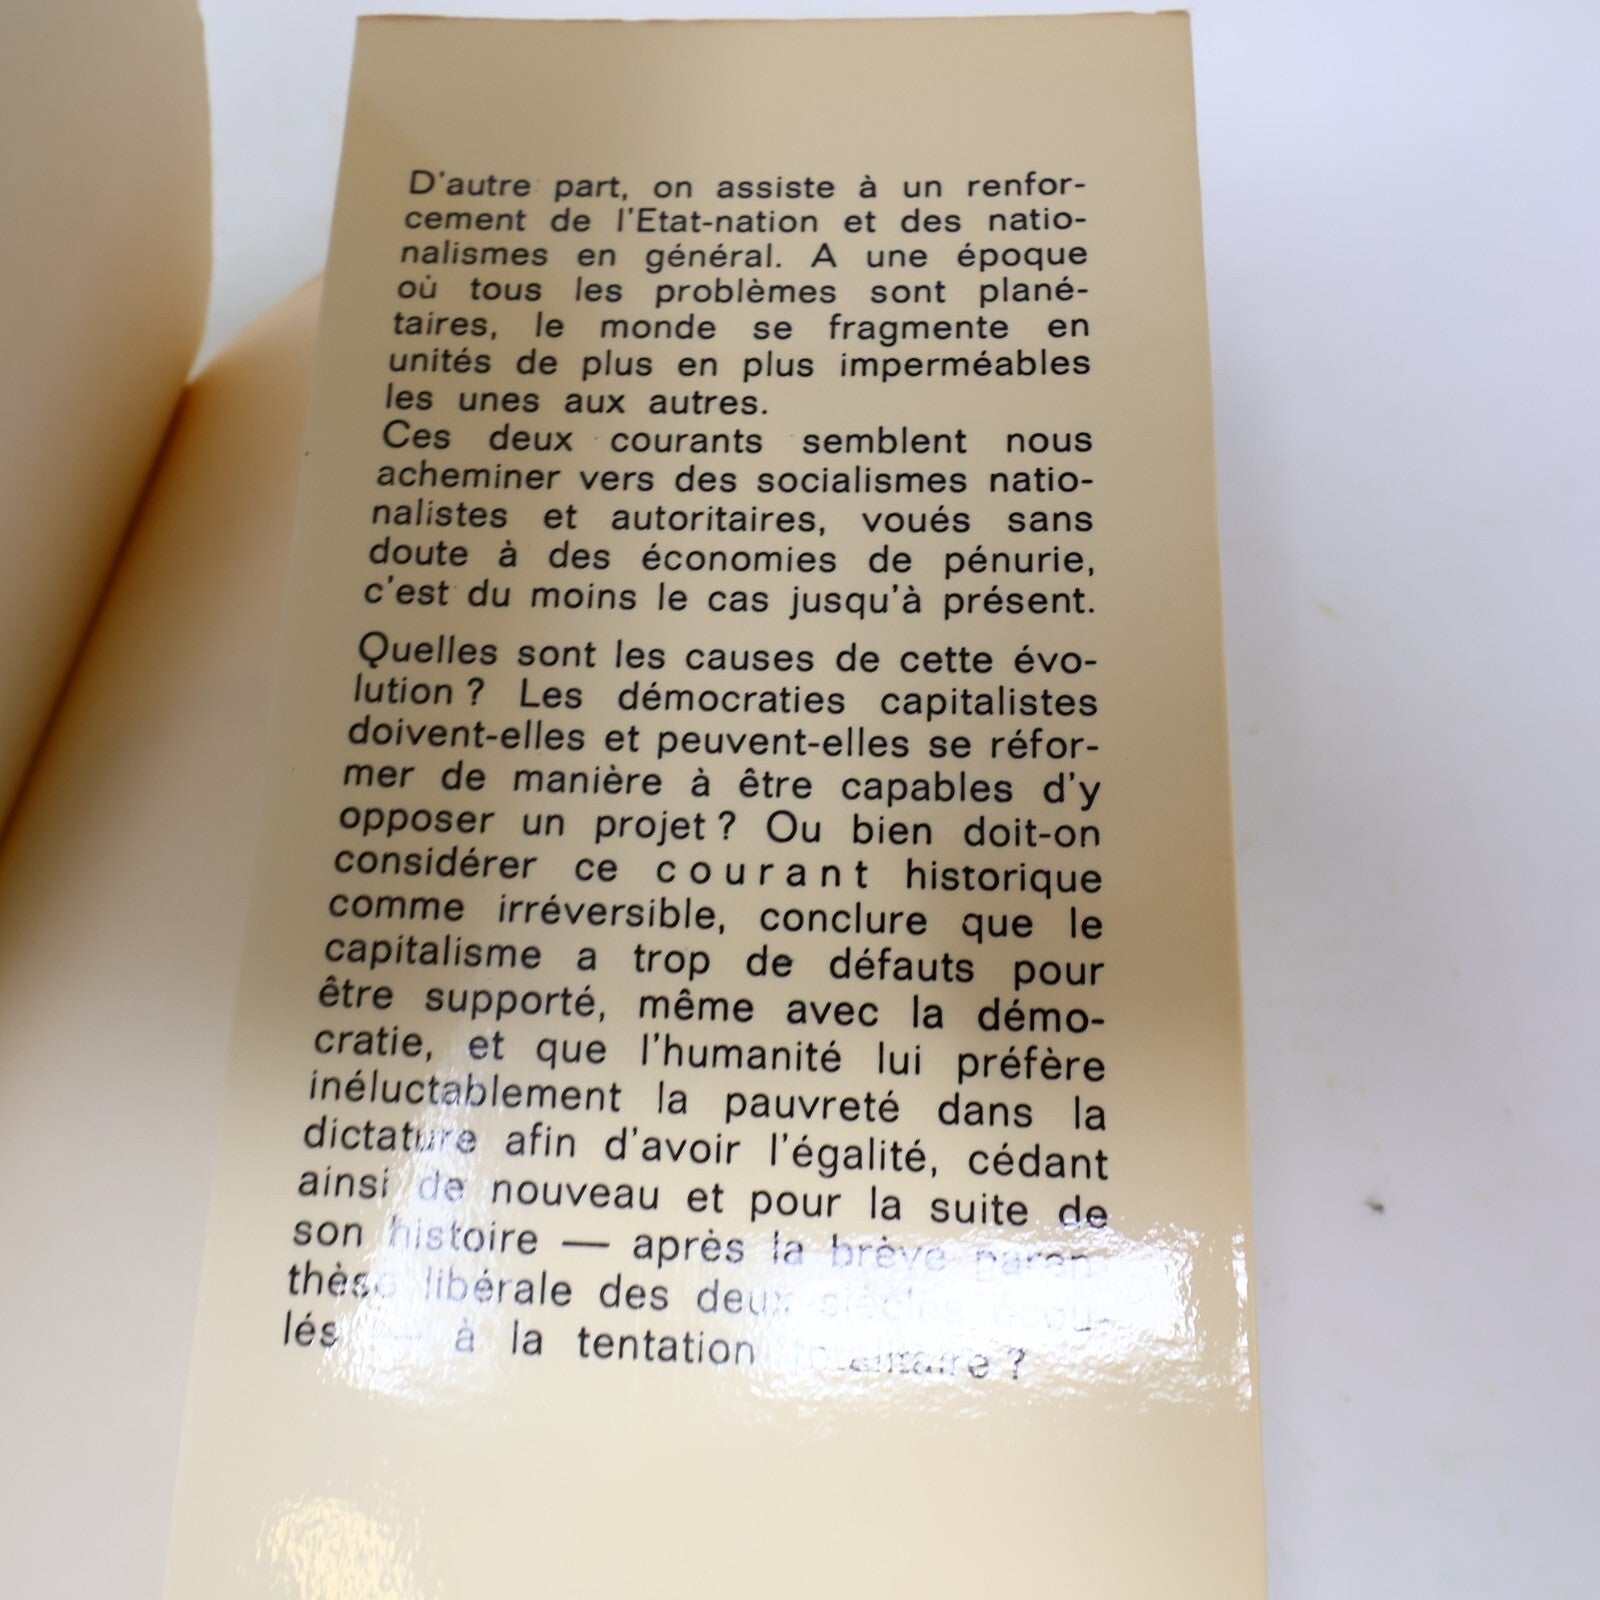 D'autre part, on assiste à un renfor-
cement de l'Etat-nation et des natio-
nalismes en général. A une époque
où tous les problèmes sont plané-
taires, le monde se fragmente en
unités de plus en plus imperméables
les unes aux autres.
Ces deux courants semblent nous
acheminer vers des socialismes natio-
nalistes et autoritaires, voués sans
doute à des économies de pénurie,
c'est du moins le cas jusqu'à présent.
Quelles sont les causes de cette évo-
lution ? Les démocraties capitalistes
doivent-elles et peuvent-elles se réfor-
mer de manière à être capables d'y
opposer un projet ? Ou bien doit-on
considérer ce courant historique
comme irréversible, conclure que le
capitalisme a trop de défauts pour
être supporté, même avec la démo-
cratie, et que l'humanité lui préfère
inéluctablement la pauvreté dans la
dictature afin d'avoir l'égalité, cédant
ainsi de nouveau et pour la suite de
son histoire — après la brève paren-
thèse libérale des deux siècles écou-
lés — à la tentation totalitaire ?